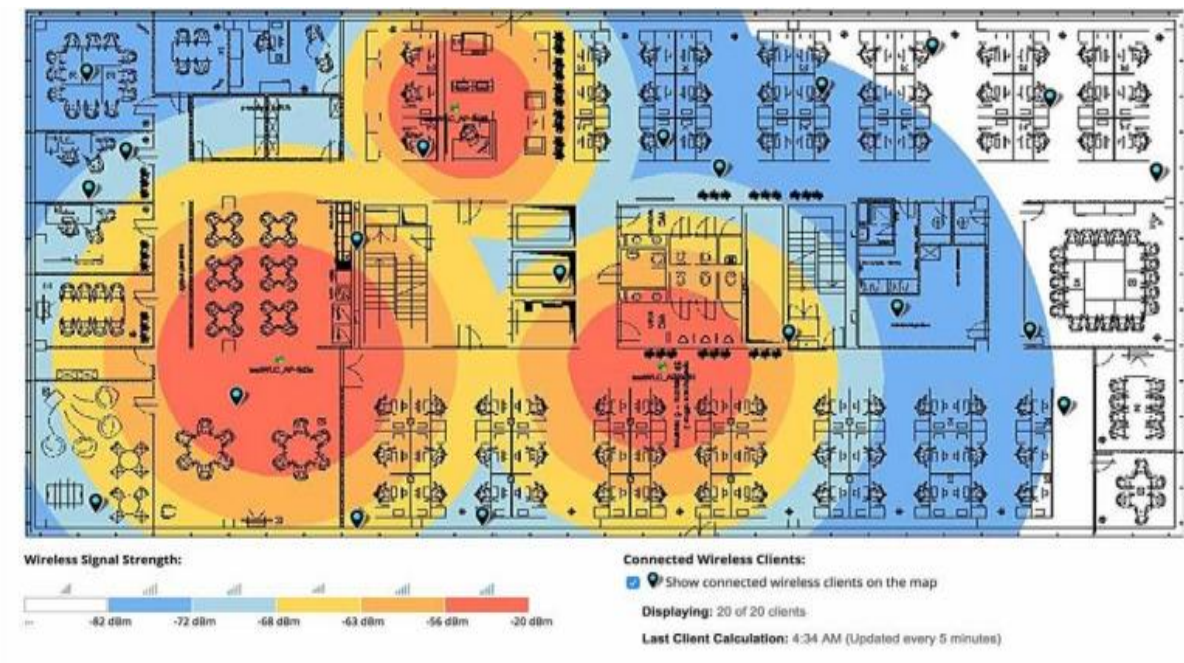 Wireless Signal Strength:
-82 dBm
-72 dBm
-68 dBm
-63 dBm
-56 dBm
-20 dBm
Connected Wireless Clients:
Show connected wireless clients on the map
Displaying: 20 of 20 clients
Last Client Calculation: 4:34 AM (Updated every 5 minutes)